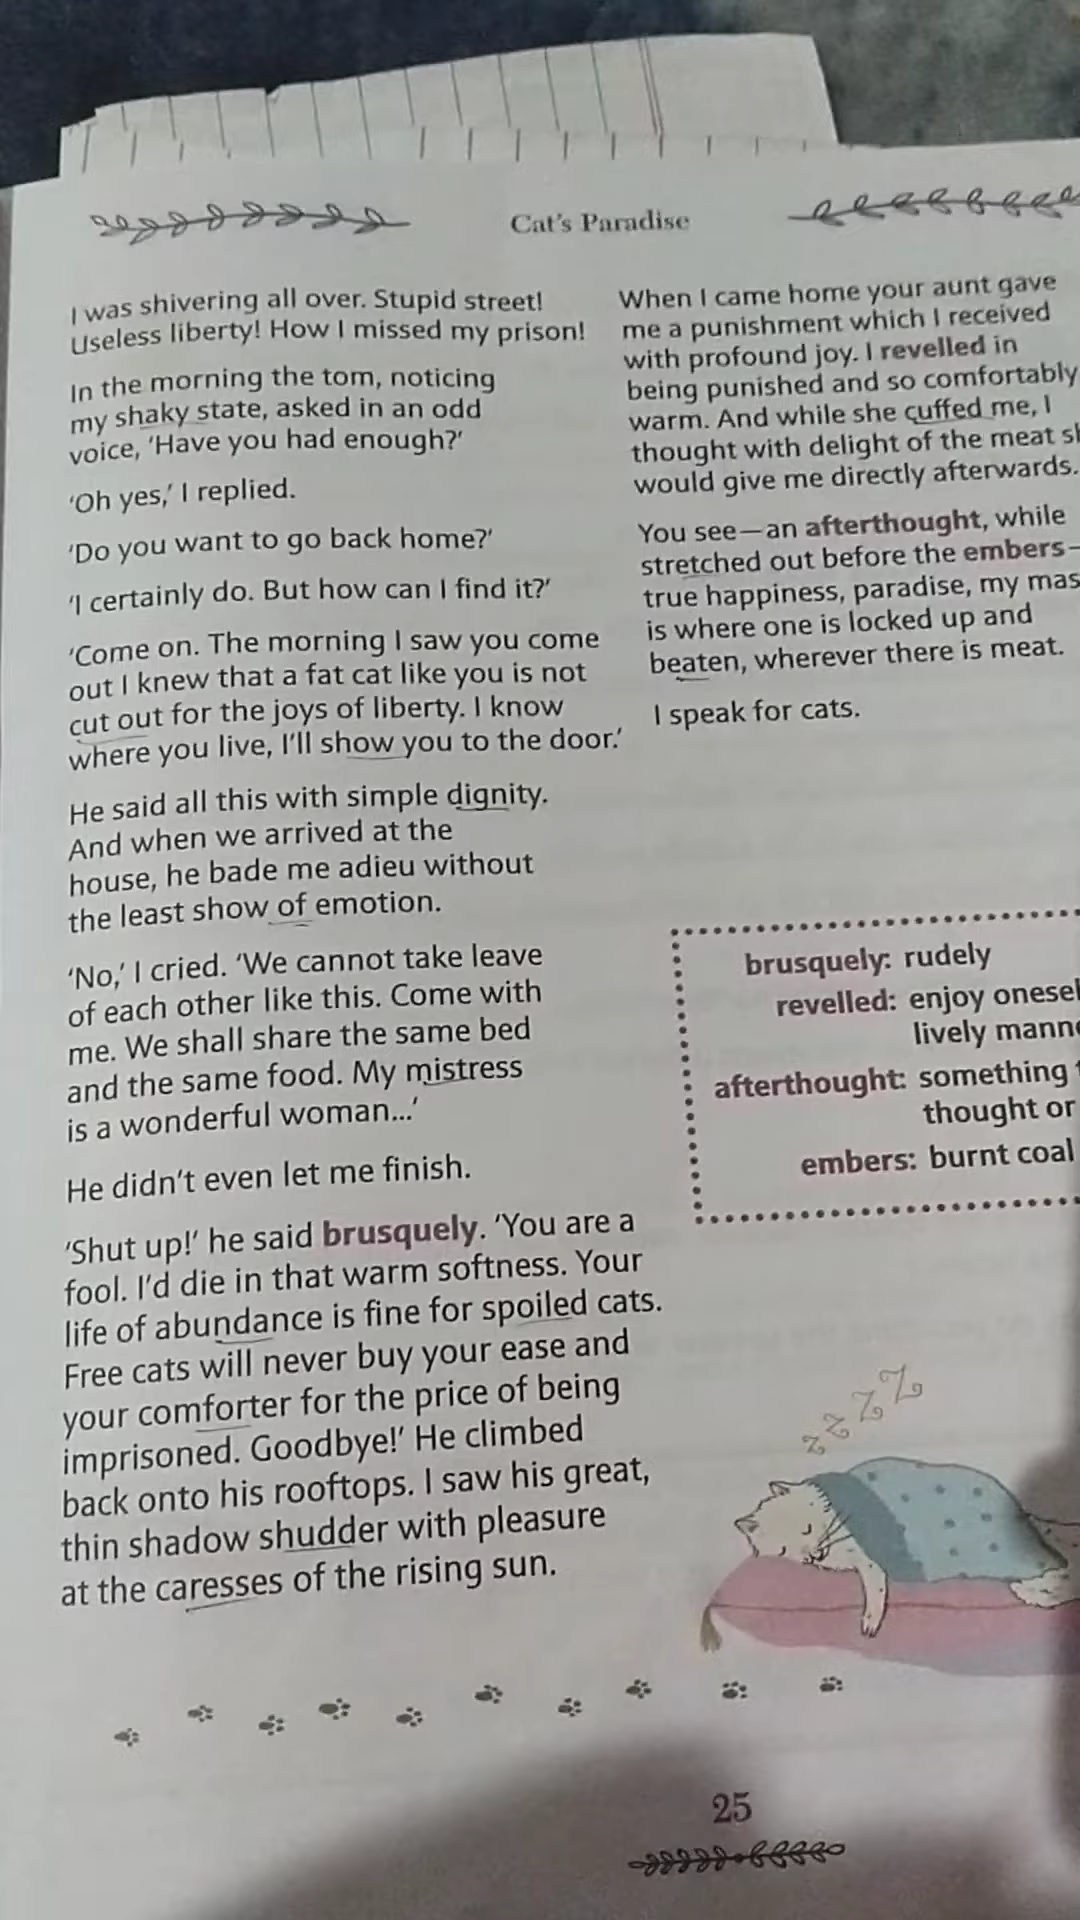 Cat's Paradise
I was shivering all over. Stupid street!
Useless liberty! How I missed my prison!
In the morning the tom, noticing
my shaky state, asked in an odd
voice, 'Have you had enough?'
'Oh yes,' I replied.
'Do you want to go back home?'
'I certainly do. But how can I find it?'
'Come on. The morning I saw you come
out I knew that a fat cat like you is not
cut out for the joys of liberty. I know
where you live, I'll show you to the door.'
He said all this with simple dignity.
And when we arrived at the
house, he bade me adieu without
the least show of emotion.
'No,' I cried. 'We cannot take leave
of each other like this. Come with
me. We shall share the same bed
and the same food. My mistress
is a wonderful woman...'
He didn't even let me finish.
'Shut up!' he said brusquely. 'You are a
fool. I'd die in that warm softness. Your
life of abundance is fine for spoiled cats.
Free cats will never buy your ease and
your comforter for the price of being
imprisoned. Goodbye!' He climbed
back onto his rooftops. I saw his great,
thin shadow shudder with pleasure
at the caresses of the rising sun.
When I came home your aunt gave
me a punishment which I received
with profound joy. I revelled in
being punished and so comfortably
warm. And while she cuffed me, I
thought with delight of the meat
would give me directly afterwards.
You see—an afterthought, while
stretched out before the embers—
true happiness, paradise, my
is where one is locked up and
beaten, wherever there is meat.
I speak for cats.
brusquely: rudely
revelled: enjoy
lively
afterthought: something
thought or
embers: burnt coal
z z z z
25